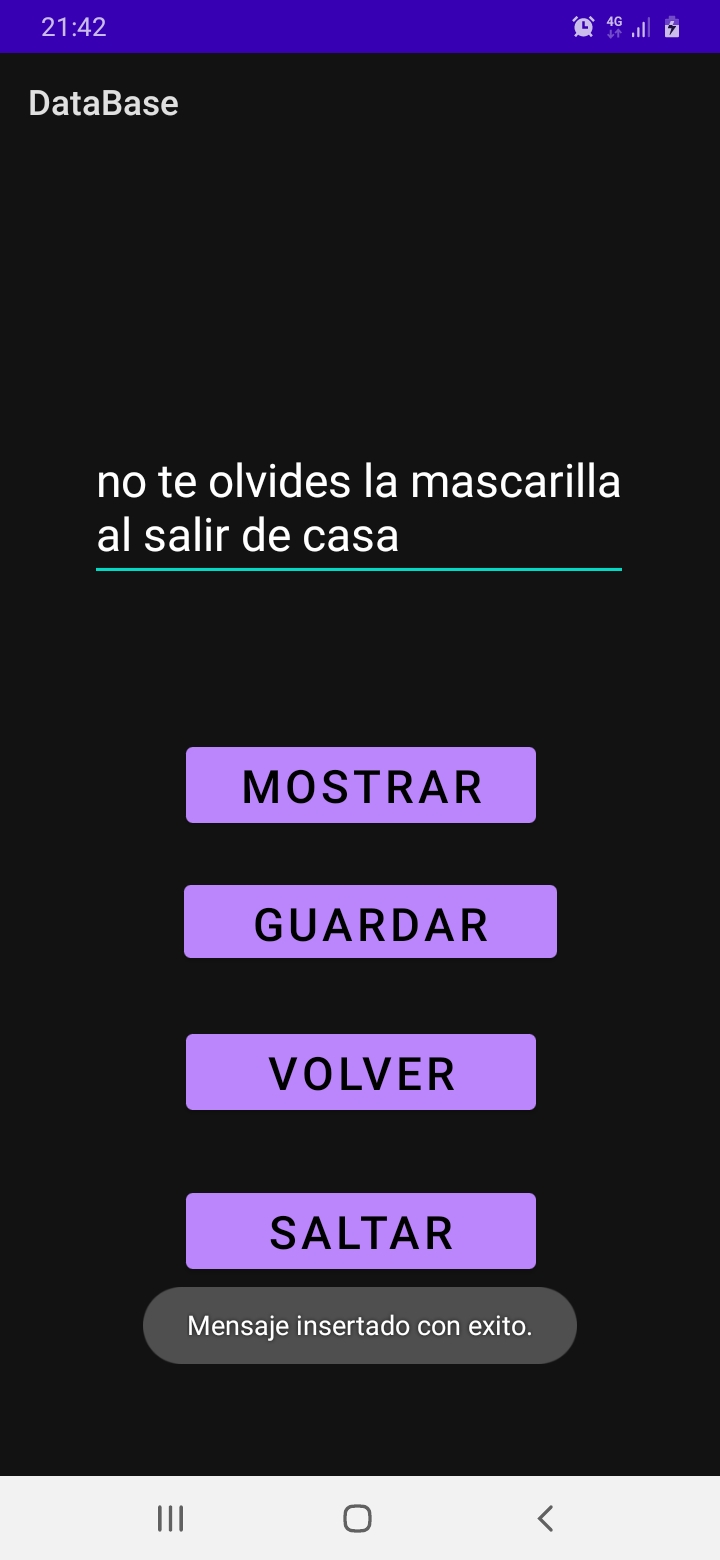 21:42
4G
DataBase
no te olvides la mascarilla
al salir de casa
MOSTRAR
GUARDAR
VOLVER
SALTAR
Mensaje insertado con exito.